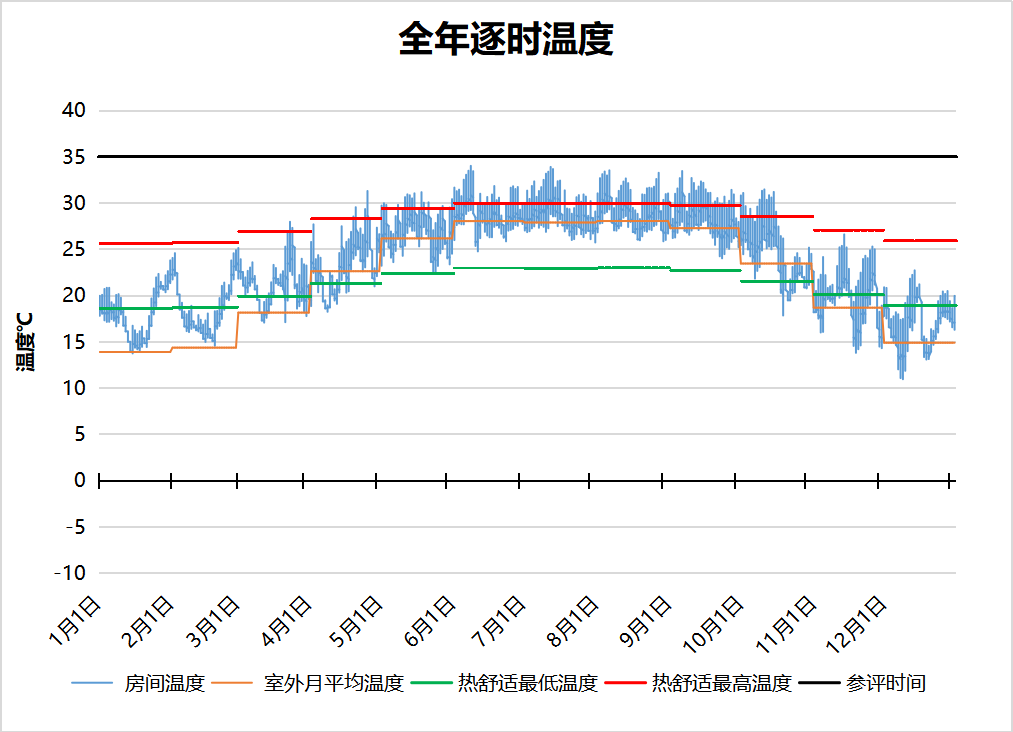 全年逐时温度
40
35
30
25
20
15
10
5
0
-5
-10
温度℃
1月1日
2月1日
3月1日
4月1日
5月1日
6月1日
7月1日
8月1日
9月1日
10月1日
11月1日
12月1日
房间温度 室外月平均温度 热舒适最低温度 热舒适最高温度 参评时间